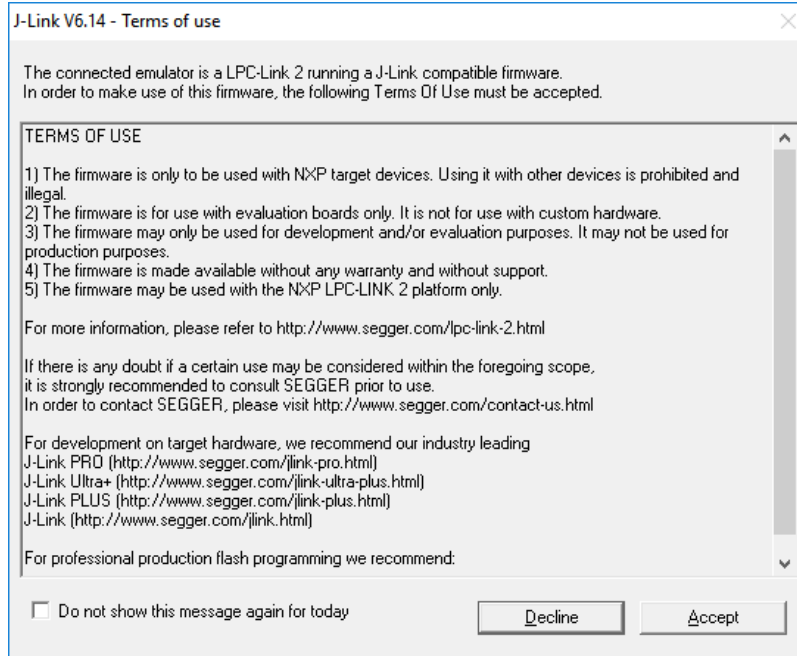 J-Link V6.14 - Terms of use
The connected emulator is a LPC-Link 2 running a J-Link compatible firmware.
In order to make use of this firmware, the following Terms Of Use must be accepted.
TERMS OF USE
1) The firmware is only to be used with NXP target devices. Using it with other devices is prohibited and
illegal.
2) The firmware is for use with evaluation boards only. It is not for use with custom hardware.
3) The firmware may only be used for development and/or evaluation purposes. It may not be used for
production purposes.
4) The firmware is made available without any warranty and without support.
5) The firmware may be used with the NXP LPC-LINK 2 platform only.
For more information, please refer to http://www.segger.com/lpc-link-2.html
If there is any doubt if a certain use may be considered within the foregoing scope,
it is strongly recommended to consult SEGGER prior to use.
In order to contact SEGGER, please visit http://www.segger.com/contact-us.html
For development on target hardware, we recommend our industry leading
J-Link PRO (http://www.segger.com/jlink-pro.html)
J-Link Ultra+ (http://www.segger.com/jlink-ultra-plus.html)
J-Link PLUS (http://www.segger.com/jlink-plus.html)
J-Link (http://www.segger.com/jlink.html)
For professional production flash programming we recommend:
Do not show this message again for today
Decline
Accept